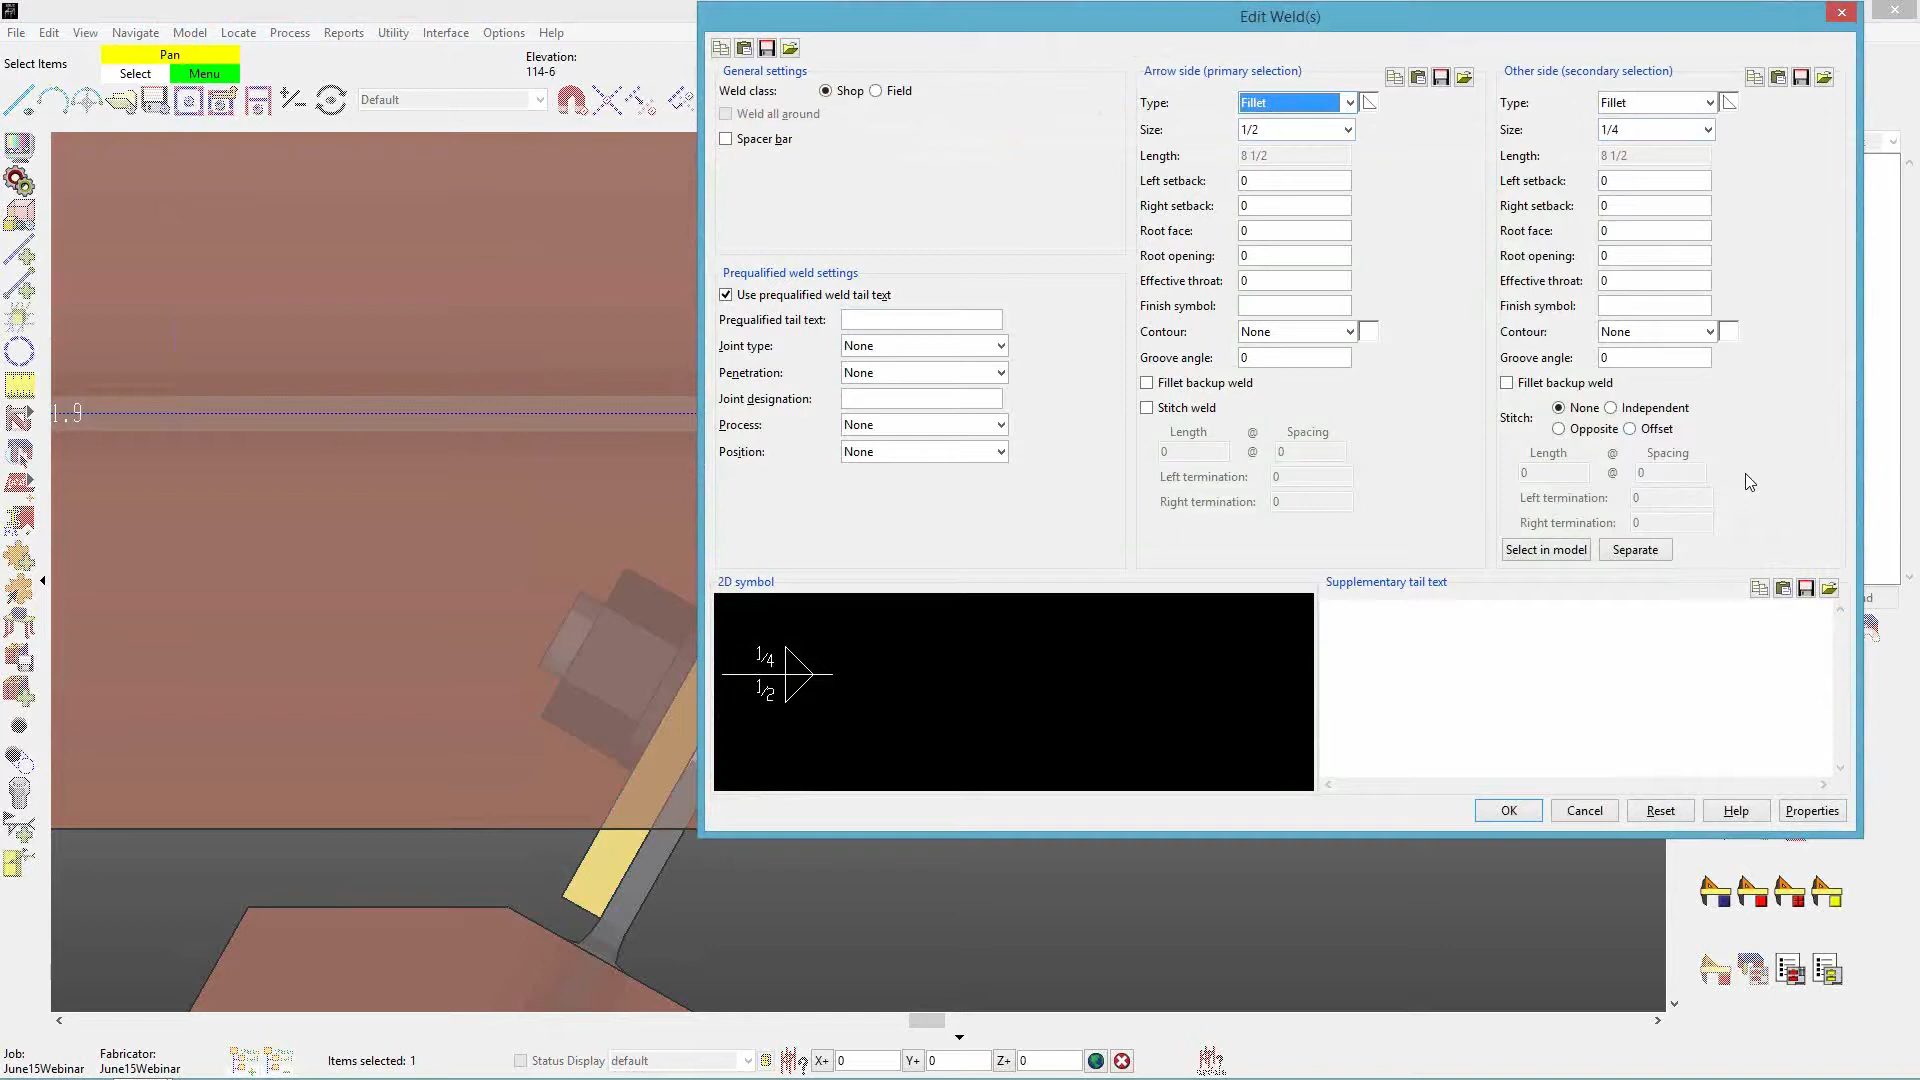 Edit Weld(s)
File Edit View Navigate Model Locate Process Reports Utility Interface Options Help
Select Items
Pan
Select Menu
Elevation:
114-6
Default
1.9
General settings
Weld class: Shop Field
Weld all around
Spacer bar
Prequalified weld settings
Use prequalified weld tail text
Prequalified tail text:
Joint type: None
Penetration: None
Joint designation:
Process: None
Position: None
Arrow side (primary selection)
Type: Fillet
Size: 1/2
Length: 8 1/2
Left setback: 0
Right setback: 0
Root face: 0
Root opening: 0
Effective throat: 0
Finish symbol:
Contour: None
Groove angle: 0
Fillet backup weld
Stitch weld
Length @ Spacing
0 @ 0
Left termination: 0
Right termination: 0
Other side (secondary selection)
Type: Fillet
Size: 1/4
Length: 8 1/2
Left setback: 0
Right setback: 0
Root face: 0
Root opening: 0
Effective throat: 0
Finish symbol:
Contour: None
Groove angle: 0
Fillet backup weld
Stitch: None Independent
Opposite Offset
Length @ Spacing
0 @ 0
Left termination: 0
Right termination: 0
Select in model Separate
2D symbol
1/4
1/2
Supplementary tail text
OK Cancel Reset Help Properties
Job:
June15Webinar
Fabricator:
June15Webinar
Items selected: 1
Status Display default
X+ 0 Y+ 0 Z+ 0